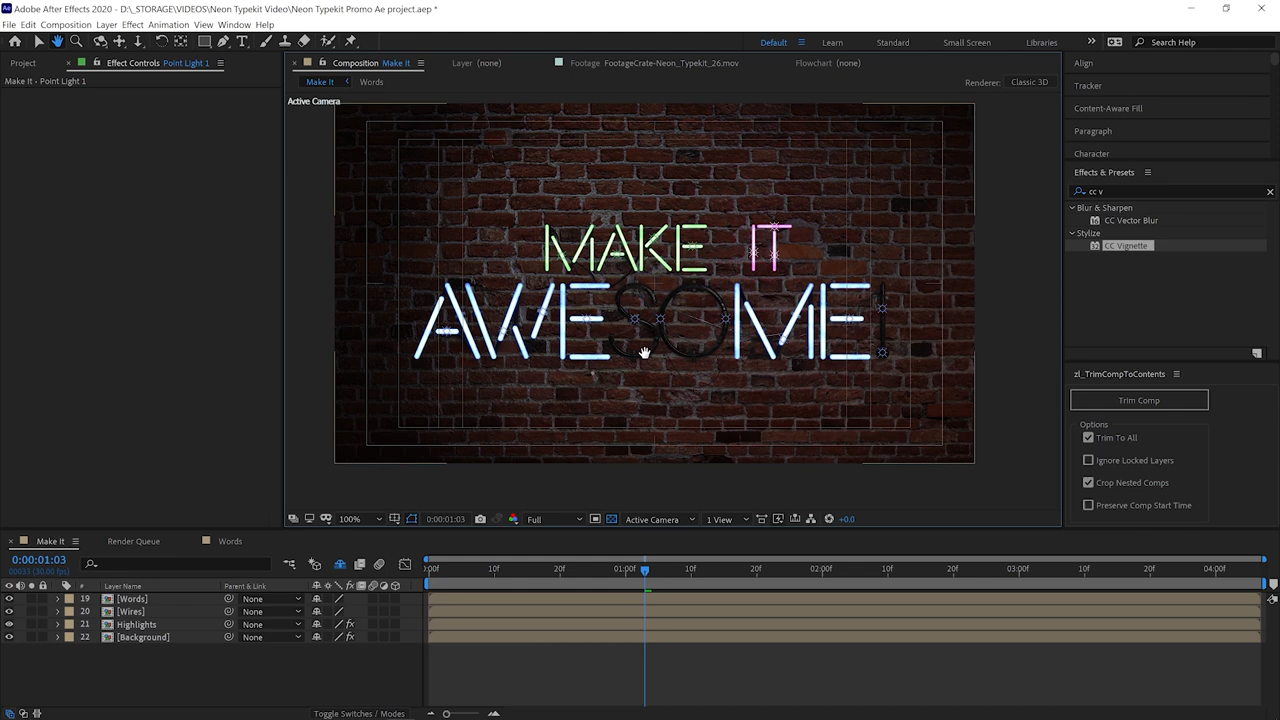 Adobe After Effects 2020 - D:\_STORAGE\VIDEOS\Neon Typekit Video\Neon Typekit Promo Ae project.aep *
File Edit Composition Layer Effect Animation View Window Help
Default Learn Standard Small Screen Libraries Search Help
Project Effect Controls Point Light 1
Make It · Point Light 1
Composition Make It Layer (none) Footage FootageCrate-Neon_Typekit_26.mov Flowchart (none)
Make It Words Renderer: Classic 3D
Active Camera
MAKE IT
AWESOME!
100% 0:00:01:03 Full Active Camera 1 View +0.0
Align
Tracker
Content-Aware Fill
Paragraph
Character
Effects & Presets
cc v
Blur & Sharpen
CC Vector Blur
Stylize
CC Vignette
zl_TrimCompToContents
Trim Comp
Options
Trim To All
Ignore Locked Layers
Crop Nested Comps
Preserve Comp Start Time
Make It Render Queue Words
0:00:01:03
00033 (30.00 fps)
:00f 10f 20f 01:00f 10f 20f 02:00f 10f 20f 03:00f 10f 20f 04:00f
# Layer Name Parent & Link
19 [Words] None
20 [Wires] None
21 Highlights None
22 [Background] None
Toggle Switches / Modes